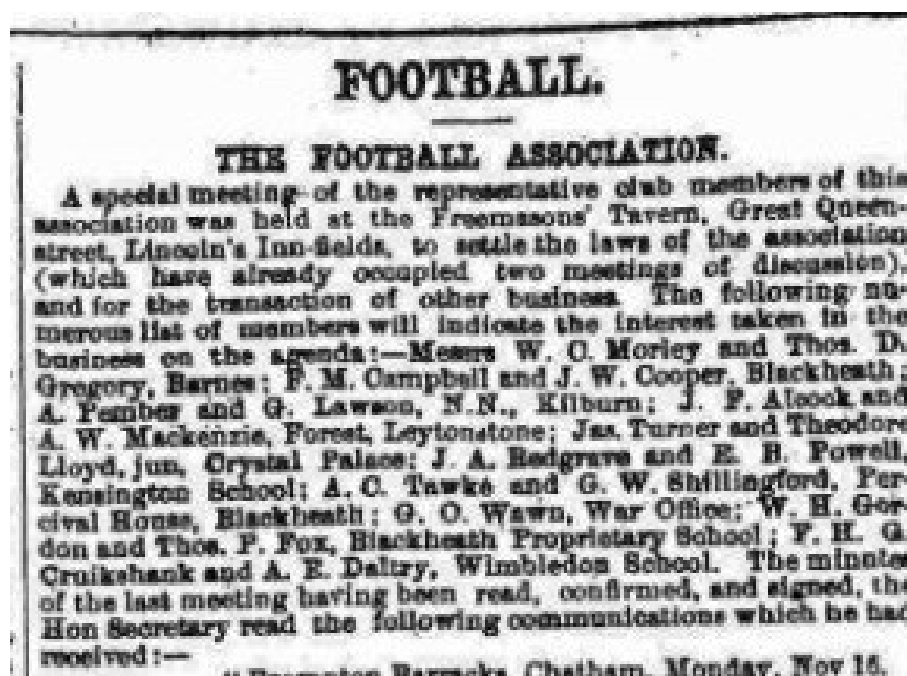 FOOTBALL.
THE FOOTBALL ASSOCIATION.
A special meeting of the representative club members of this
association was held at the Freemasons' Tavern, Great Queen-
street, Lincoln's Inn-fields, to settle the laws of the association
(which have already occupied two meetings of discussion),
and for the transaction of other business. The following nu-
merous list of members will indicate the interest taken in the
business on the agenda:—Messrs W. C. Morley and Thos. D.
Gregory, Barnes; F. M. Campbell and J. W. Cooper, Blackheath;
A. Pember and G. Lawson, N.N., Kilburn; J. F. Alcock and
A. W. Mackenzie, Forest, Leytonstone; Jas. Turner and Theodore
Lloyd, jun, Crystal Palace; J. A. Redgrave and E. B. Powell,
Kensington School; A. C. Tawke and G. W. Shillingford, Per-
cival House, Blackheath; G. O. Wawn, War Office; W. H. Gor-
don and Thos. P. Fox, Blackheath Proprietary School; F. H. G
Cruikshank and A. E. Daltry, Wimbledon School. The minutes
of the last meeting having been read, confirmed, and signed, the
Hon Secretary read the following communications which he had
received:—
Barracks, Chatham, Monday, Nov 16.